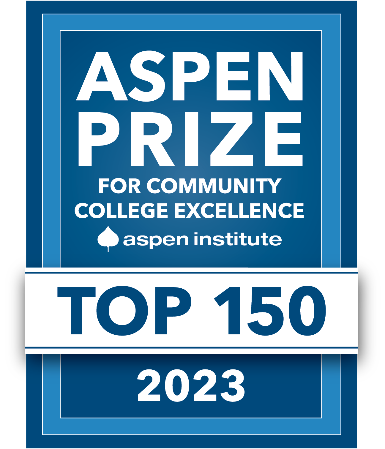 ASPEN
PRIZE
FOR COMMUNITY
COLLEGE EXCELLENCE
aspen institute
TOP 150
2023